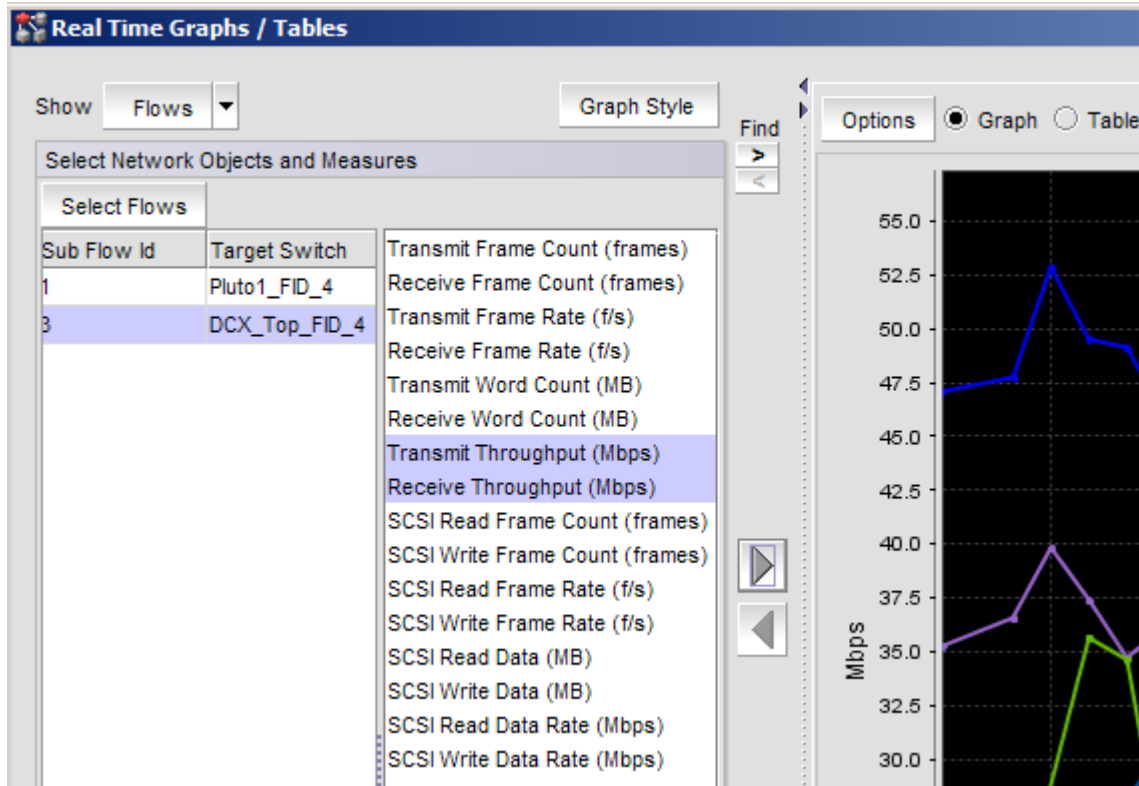 Real Time Graphs / Tables
Show Flows Graph Style
Find
>
<
Select Network Objects and Measures
Select Flows
Sub Flow Id Target Switch
1 Pluto1_FID_4
3 DCX_Top_FID_4
Transmit Frame Count (frames)
Receive Frame Count (frames)
Transmit Frame Rate (f/s)
Receive Frame Rate (f/s)
Transmit Word Count (MB)
Receive Word Count (MB)
Transmit Throughput (Mbps)
Receive Throughput (Mbps)
SCSI Read Frame Count (frames)
SCSI Write Frame Count (frames)
SCSI Read Frame Rate (f/s)
SCSI Write Frame Rate (f/s)
SCSI Read Data (MB)
SCSI Write Data (MB)
SCSI Read Data Rate (Mbps)
SCSI Write Data Rate (Mbps)
Options Graph Table
55.0
52.5
50.0
47.5
45.0
42.5
40.0
37.5
35.0
32.5
30.0
Mbps